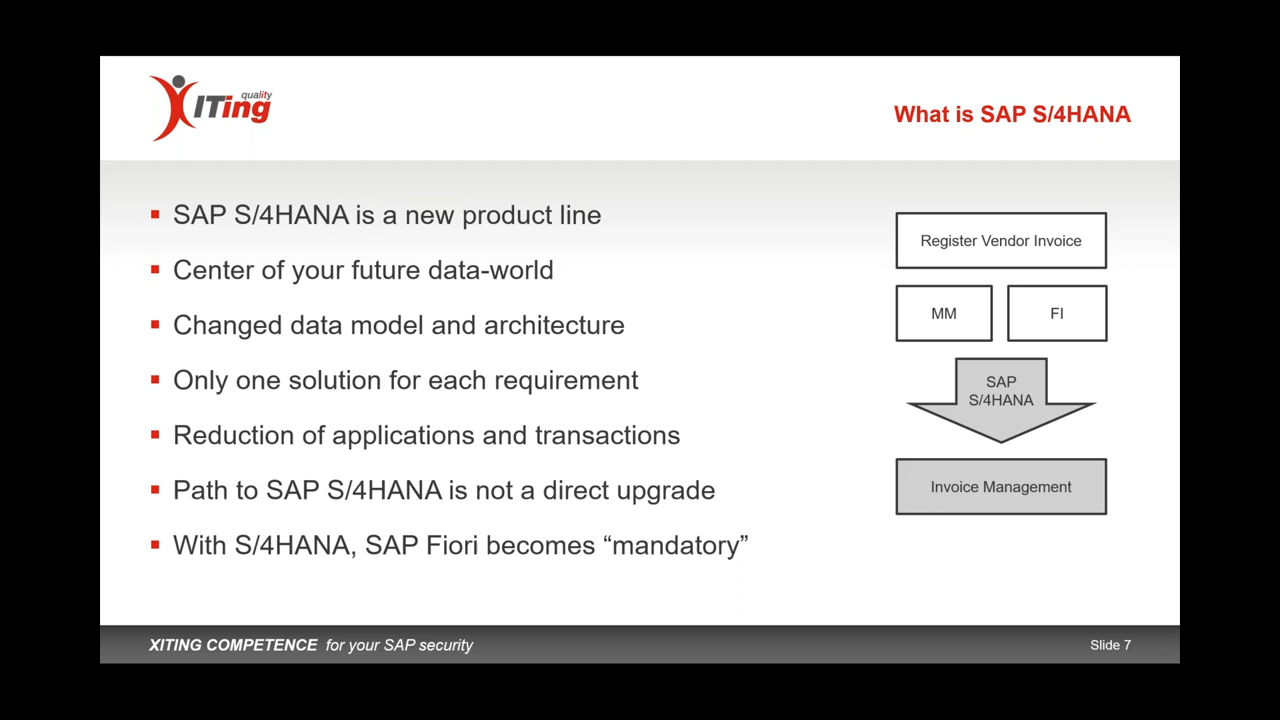 quality
XITing
What is SAP S/4HANA
▪ SAP S/4HANA is a new product line
▪ Center of your future data-world
▪ Changed data model and architecture
▪ Only one solution for each requirement
▪ Reduction of applications and transactions
▪ Path to SAP S/4HANA is not a direct upgrade
▪ With S/4HANA, SAP Fiori becomes “mandatory”
Register Vendor Invoice
MM
FI
SAP
S/4HANA
Invoice Management
XITING COMPETENCE for your SAP security
Slide 7